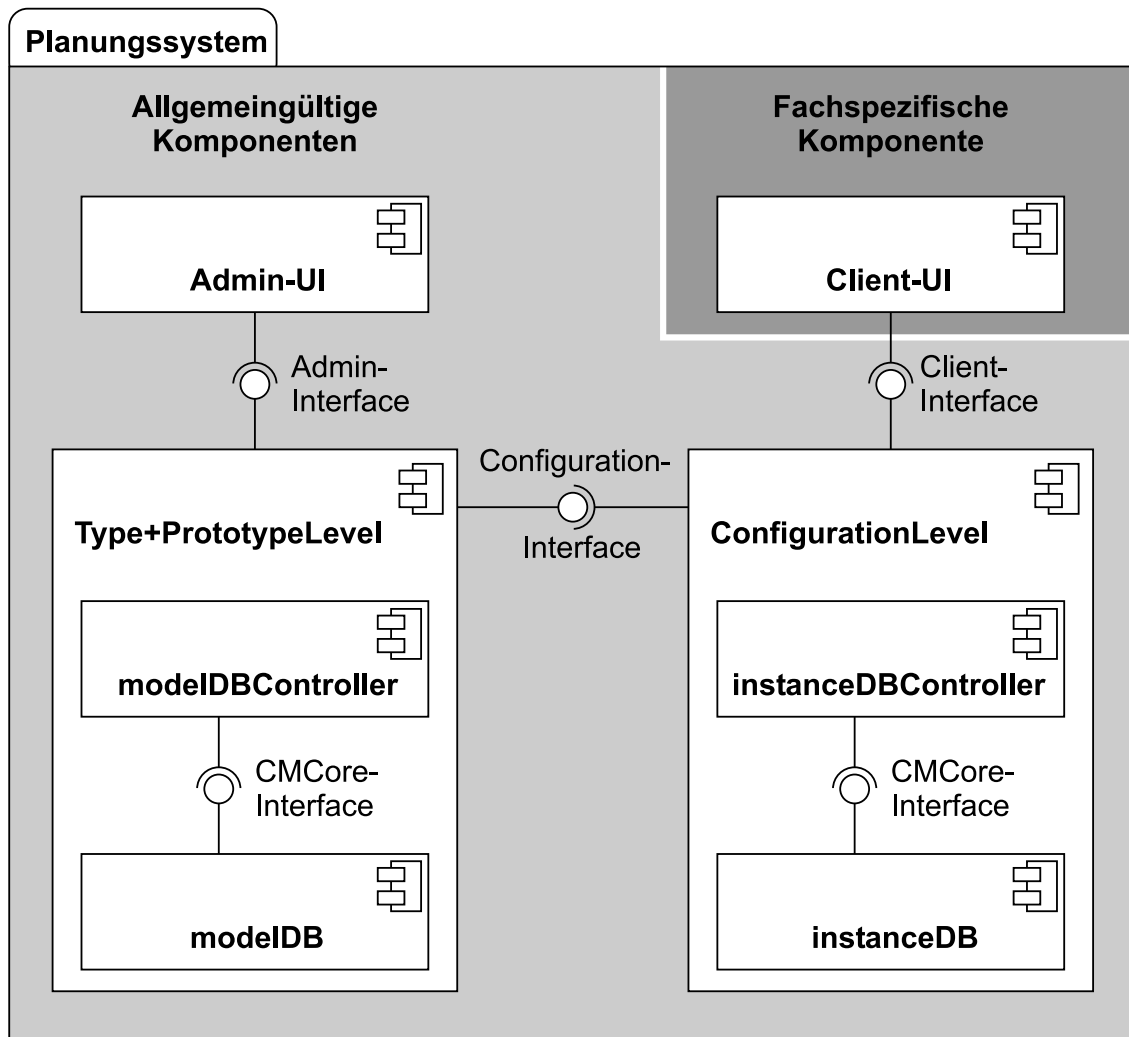 Planungssystem
Allgemeingültige
Komponenten
Fachspezifische
Komponente
Admin-UI
Client-UI
Admin-
Interface
Client-
Interface
Configuration-
Interface
Type+PrototypeLevel
ConfigurationLevel
modelDBController
instanceDBController
CMCore-
Interface
CMCore-
Interface
modelDB
instanceDB